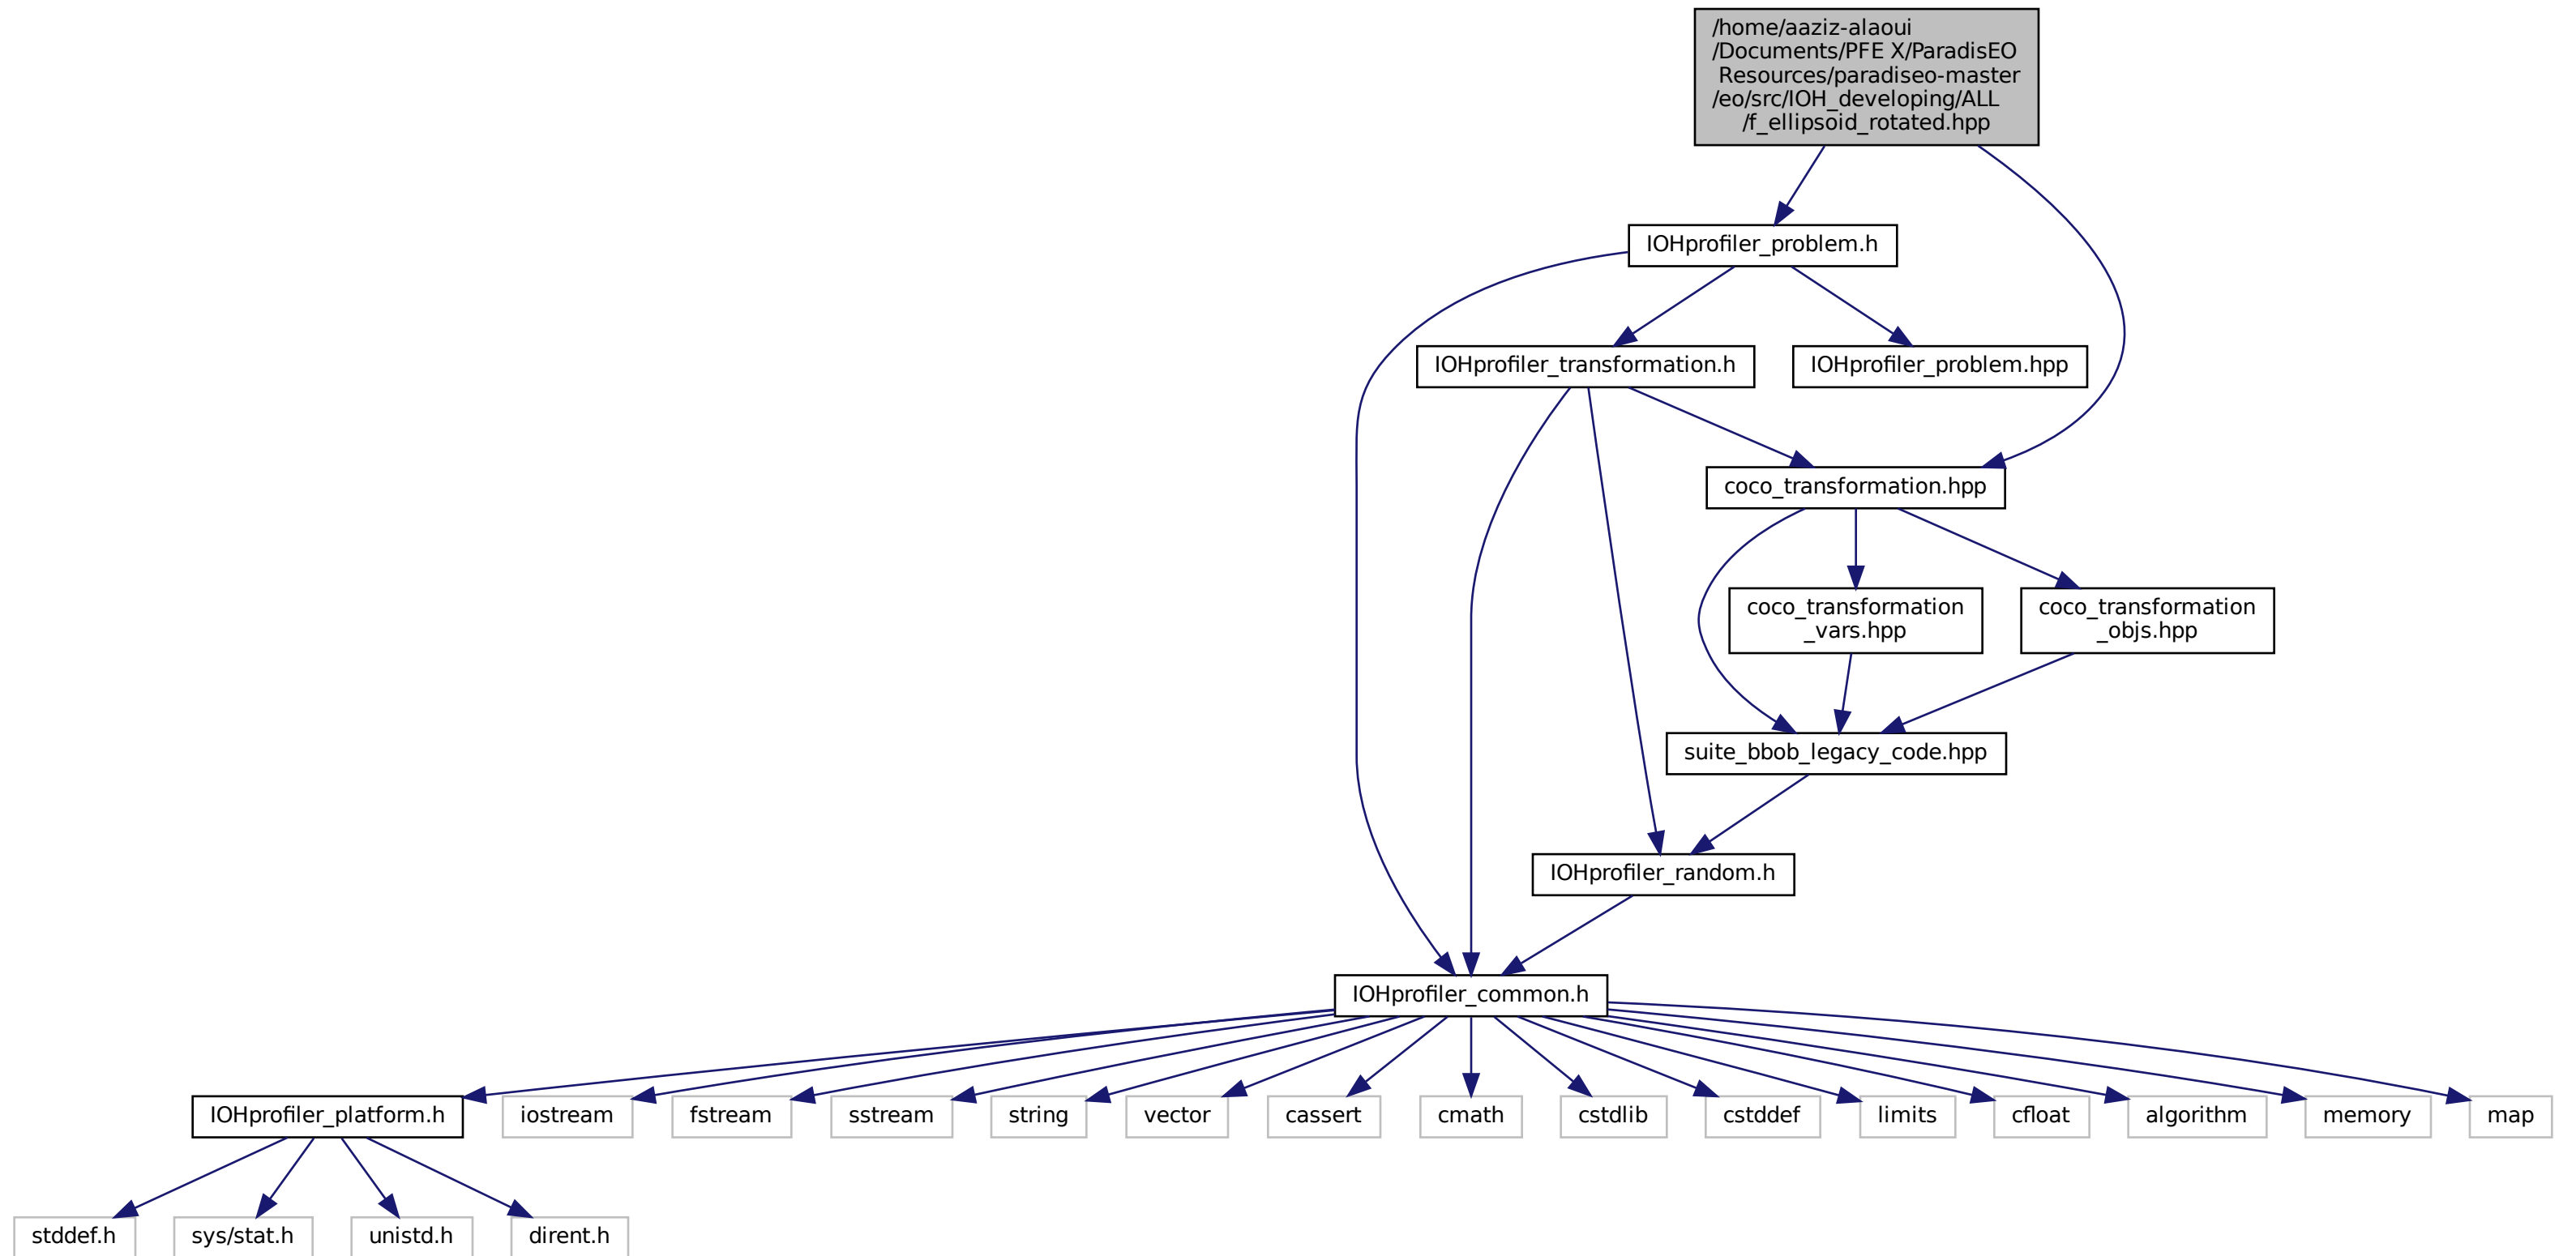 /home/aaziz-alaoui
/Documents/PFE X/ParadisEO
Resources/paradiseo-master
/eo/src/IOH_developing/ALL
/f_ellipsoid_rotated.hpp
IOHprofiler_problem.h
IOHprofiler_transformation.h
IOHprofiler_problem.hpp
coco_transformation.hpp
coco_transformation
_vars.hpp
coco_transformation
_objs.hpp
suite_bbob_legacy_code.hpp
IOHprofiler_random.h
IOHprofiler_common.h
IOHprofiler_platform.h
iostream
fstream
sstream
string
vector
cassert
cmath
cstdlib
cstddef
limits
cfloat
algorithm
memory
map
stddef.h
sys/stat.h
unistd.h
dirent.h